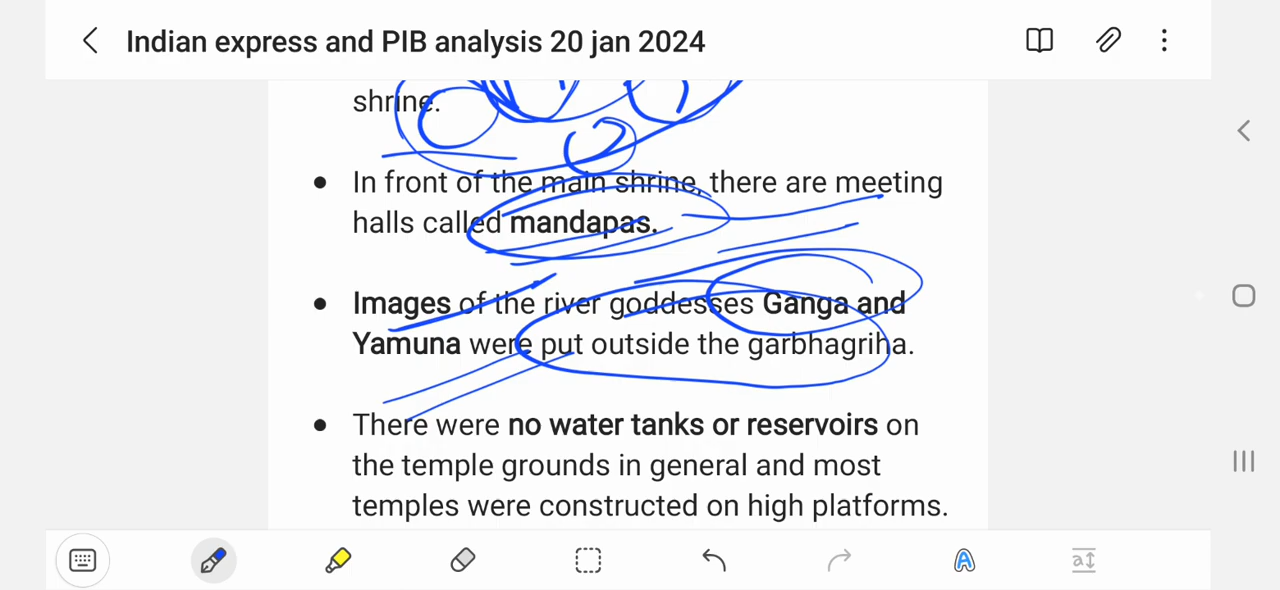 Indian express and PIB analysis 20 jan 2024
shrine.
In front of the main shrine, there are meeting
halls called mandapas.
Images of the river goddesses Ganga and
Yamuna were put outside the garbhagriha.
There were no water tanks or reservoirs on
the temple grounds in general and most
temples were constructed on high platforms.